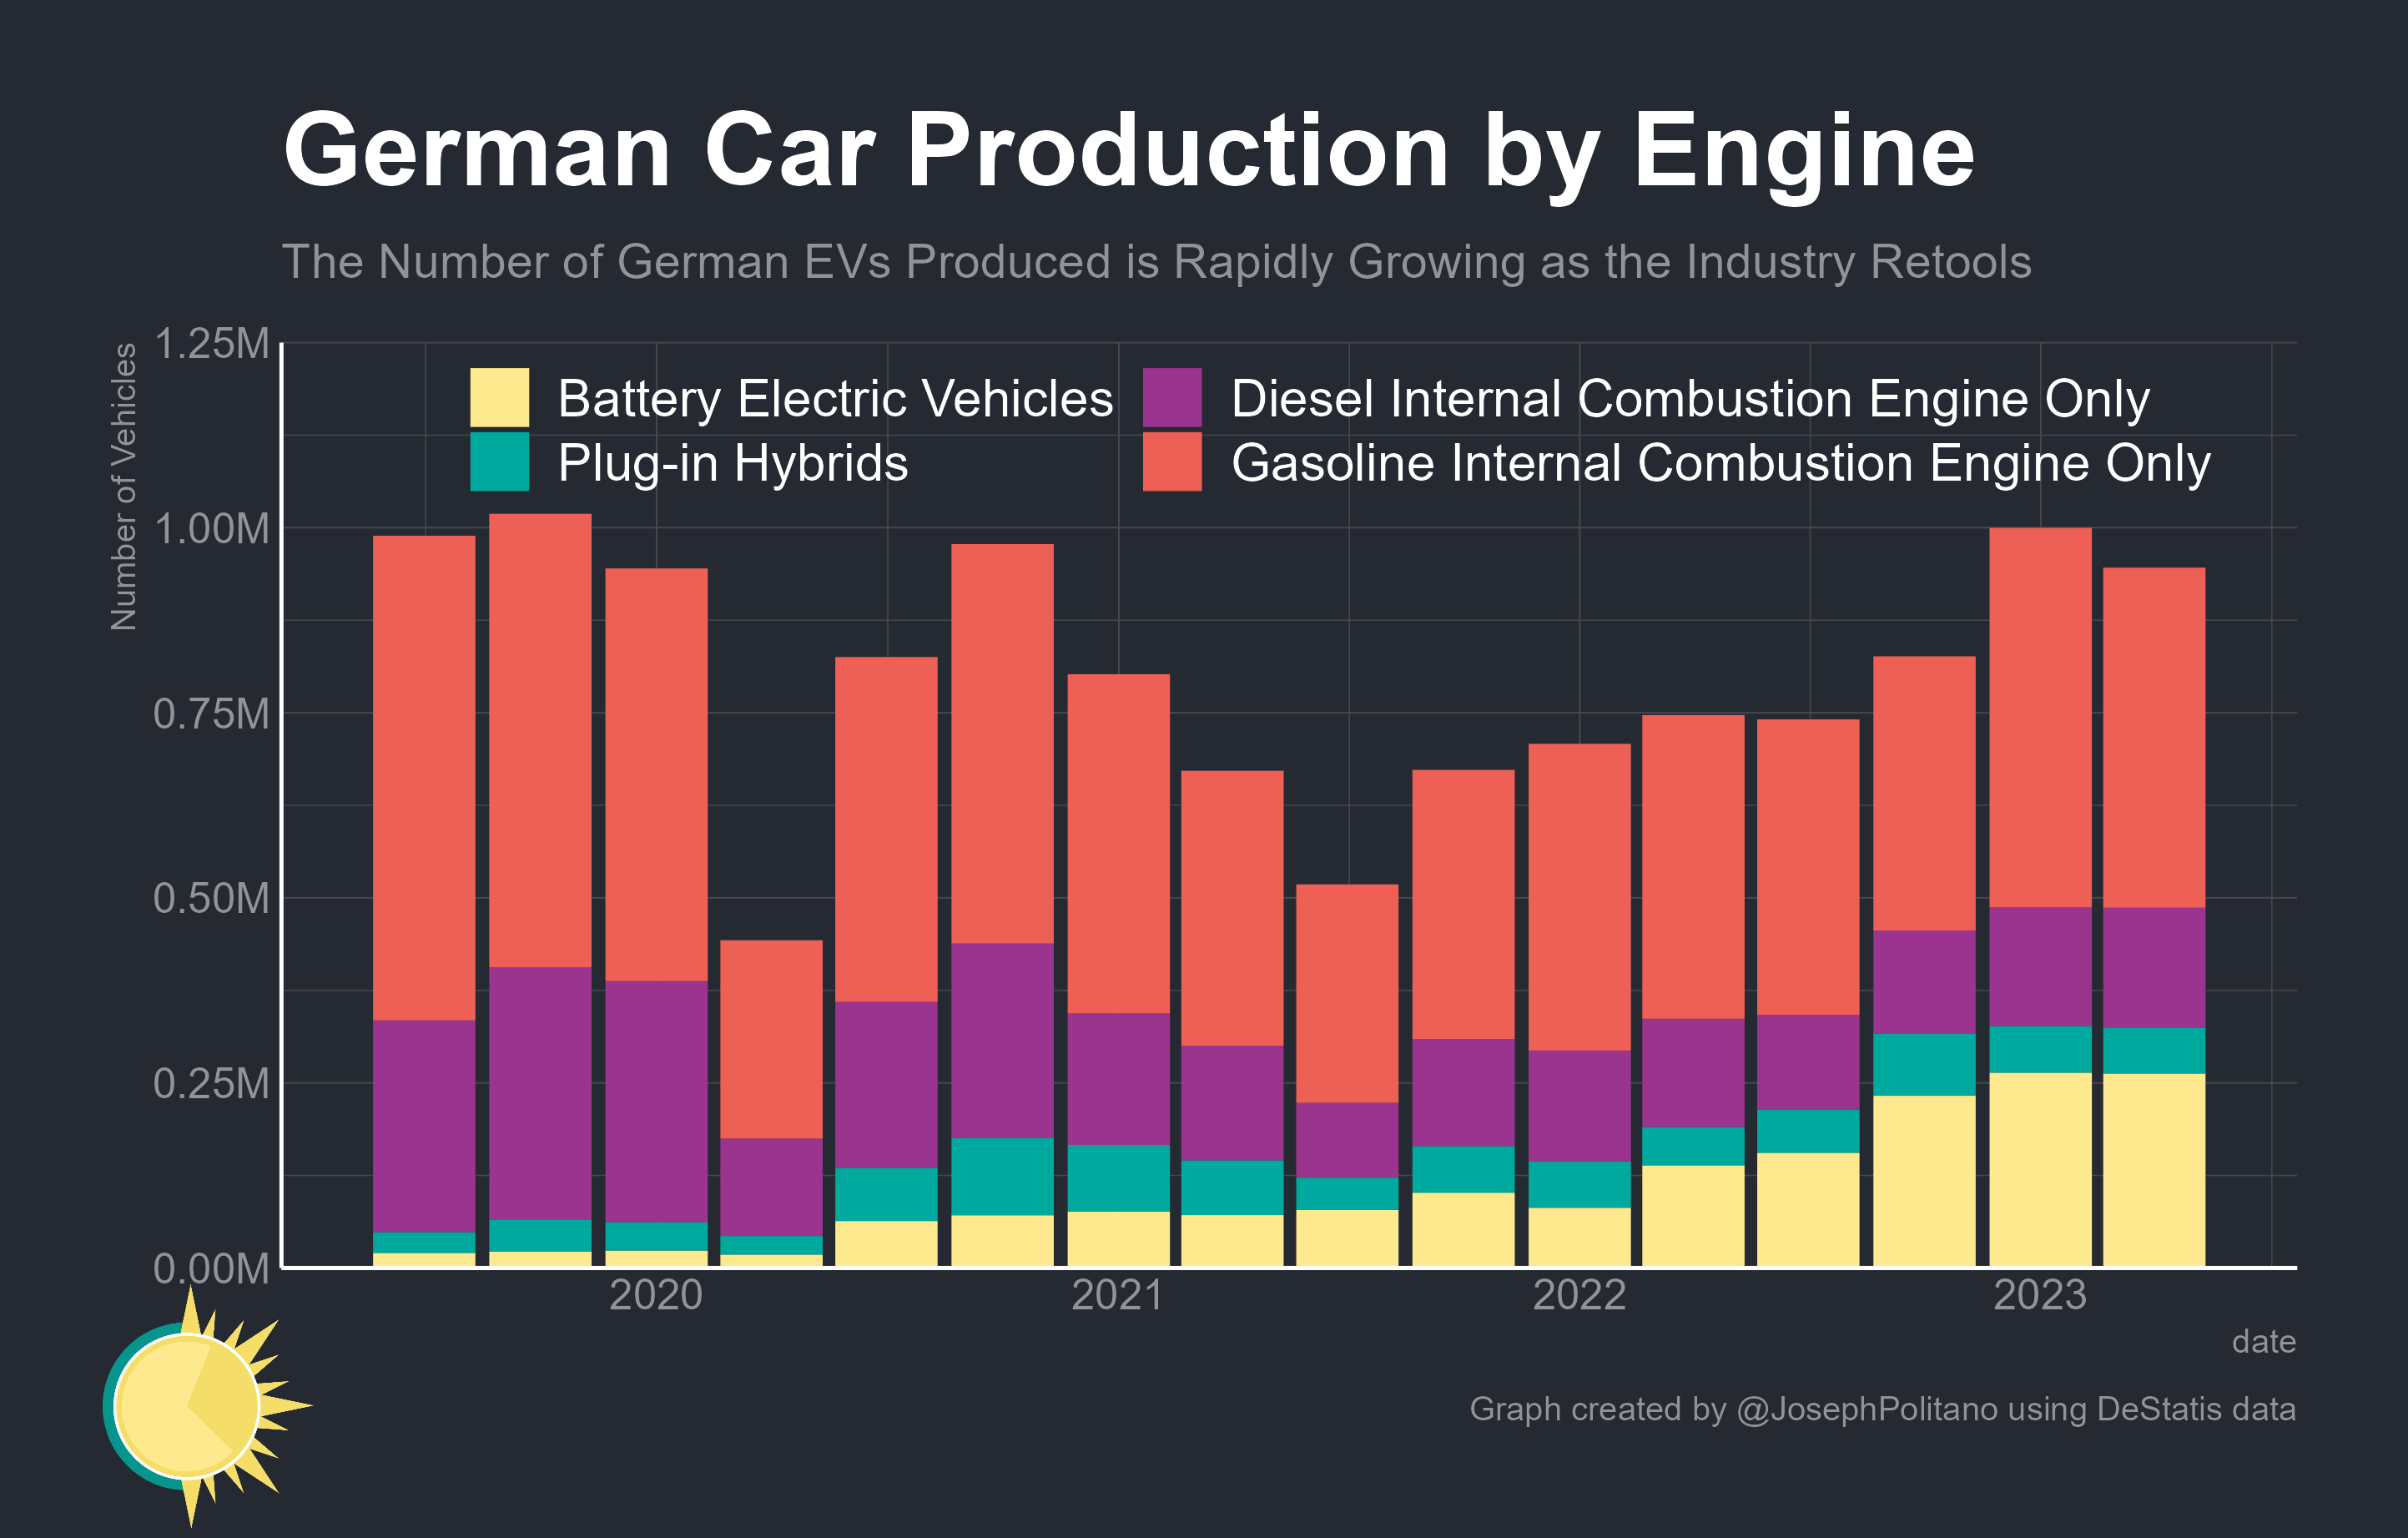 German Car Production by Engine
The Number of German EVs Produced is Rapidly Growing as the Industry Retools
Number of Vehicles
1.25M
1.00M
0.75M
0.50M
0.25M
0.00M
Battery Electric Vehicles
Plug-in Hybrids
Diesel Internal Combustion Engine Only
Gasoline Internal Combustion Engine Only
2020 2021 2022 2023
date
Graph created by @JosephPolitano using DeStatis data